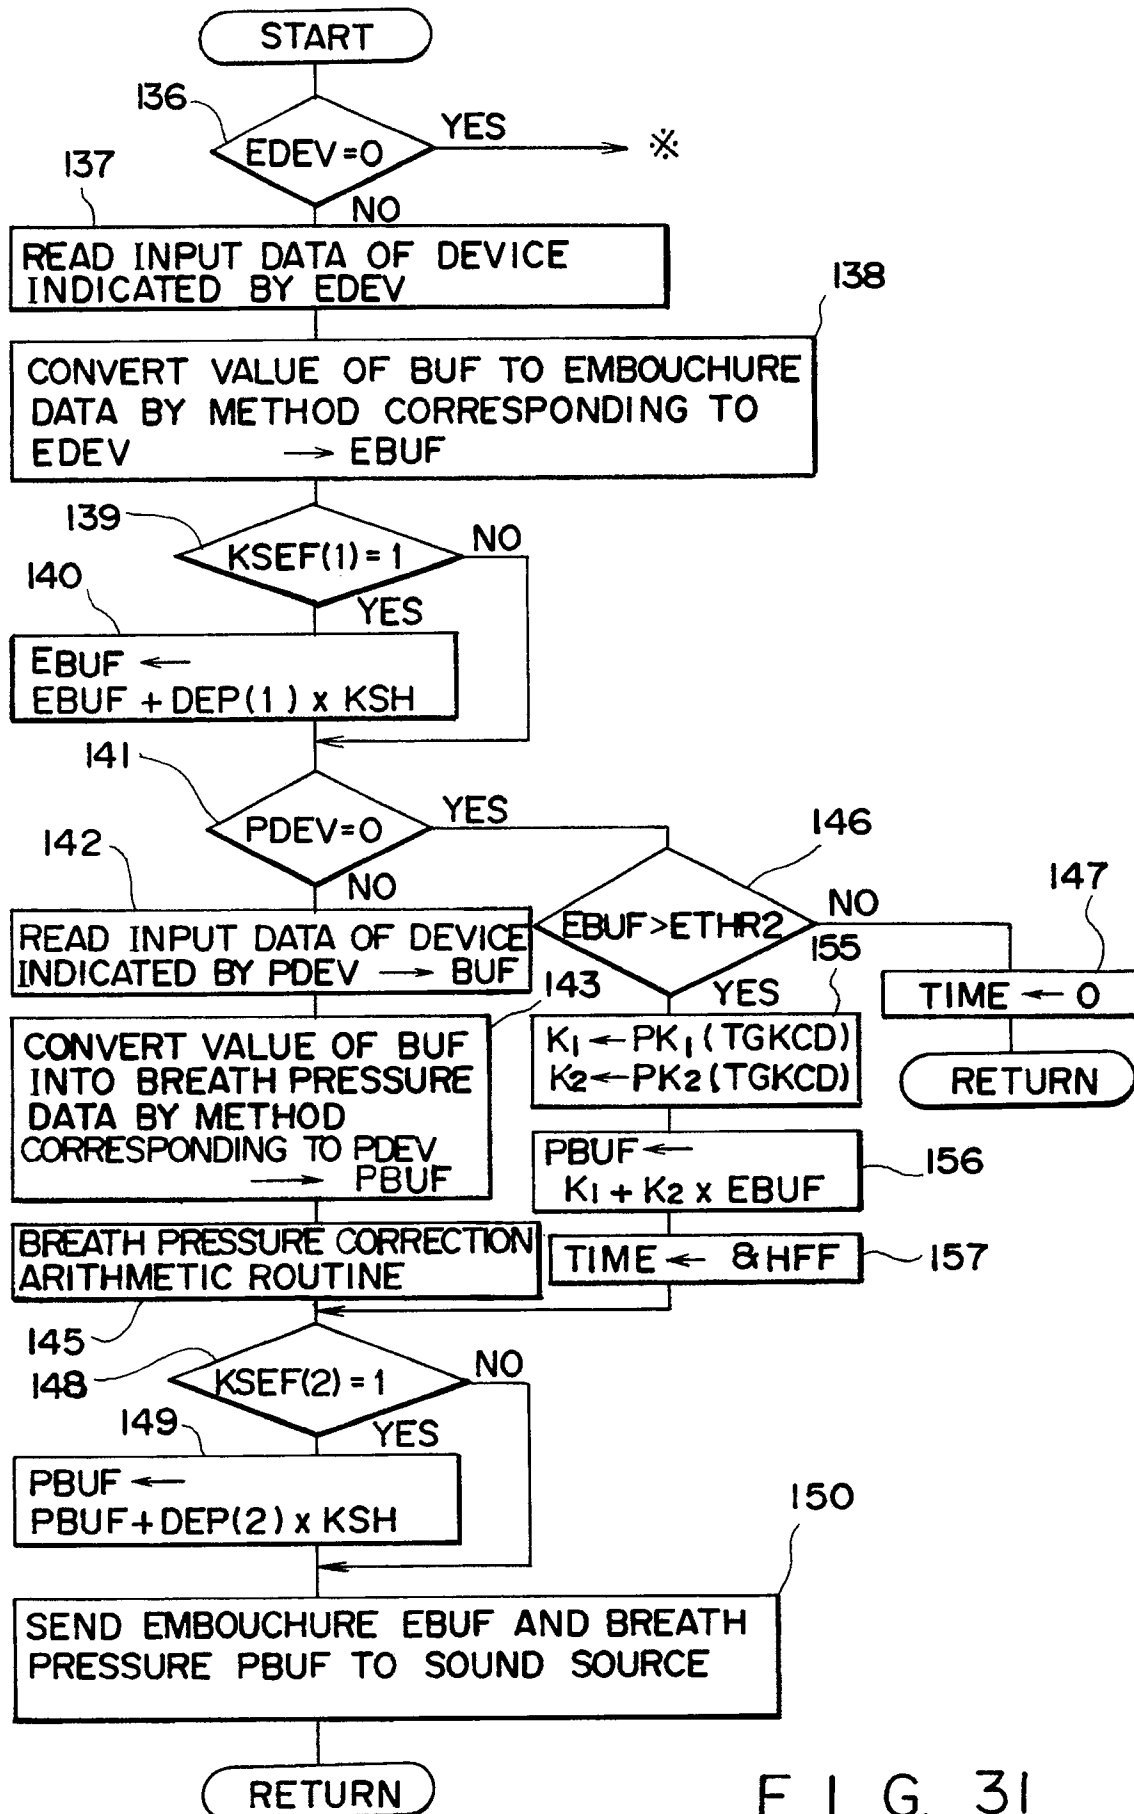 START
136
EDEV=0
YES
※
137
NO
READ INPUT DATA OF DEVICE
INDICATED BY EDEV
138
CONVERT VALUE OF BUF TO EMBOUCHURE
DATA BY METHOD CORRESPONDING TO
EDEV → EBUF
139
KSEF(1)=1
NO
140
YES
EBUF ←
EBUF + DEP(1) x KSH
141
PDEV=0
YES
146
142
NO
EBUF>ETHR2
NO
147
READ INPUT DATA OF DEVICE
INDICATED BY PDEV → BUF
155
TIME ← 0
143
YES
K1 ← PK1 (TGKCD)
K2 ← PK2 (TGKCD)
RETURN
CONVERT VALUE OF BUF
INTO BREATH PRESSURE
DATA BY METHOD
CORRESPONDING TO PDEV
→ PBUF
PBUF ←
K1 + K2 x EBUF
156
BREATH PRESSURE CORRECTION
ARITHMETIC ROUTINE
TIME ← &HFF
157
145
148
KSEF(2)=1
NO
149
YES
PBUF ←
PBUF+DEP(2) x KSH
150
SEND EMBOUCHURE EBUF AND BREATH
PRESSURE PBUF TO SOUND SOURCE
RETURN
FIG. 31